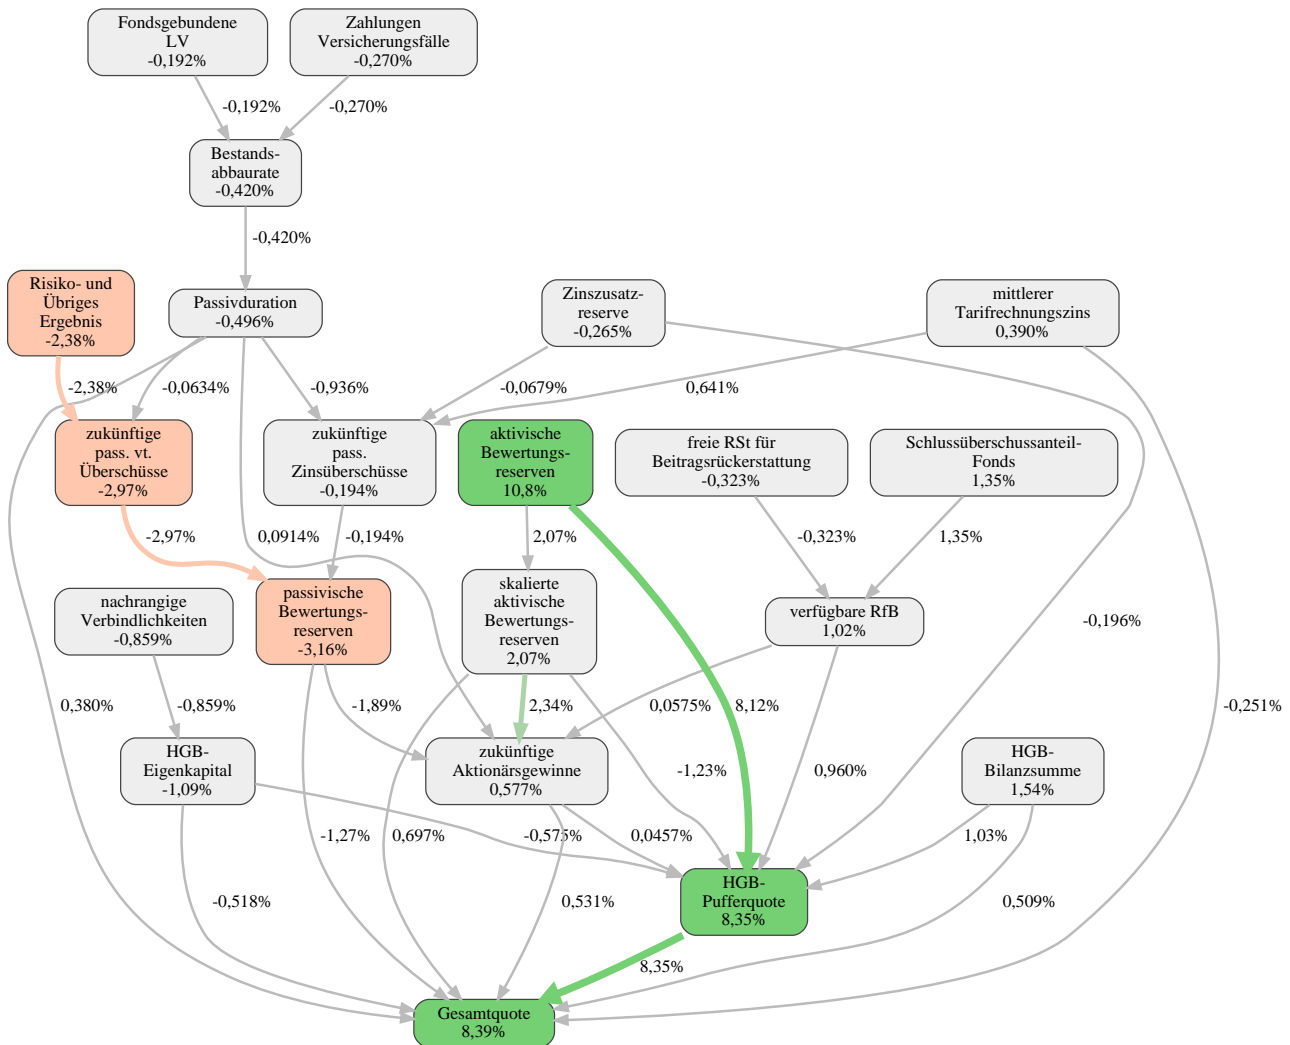 Fondsgebundene
LV
-0,192%
Zahlungen
Versicherungsfälle
-0,270%
-0,192%
-0,270%
Bestands-
abbaurate
-0,420%
-0,420%
Risiko- und
Übriges
Ergebnis
-2,38%
Passivduration
-0,496%
Zinszusatz-
reserve
-0,265%
mittlerer
Tarifrechnungszins
0,390%
-2,38%
-0,0634%
-0,936%
-0,0679%
0,641%
zukünftige
pass. vt.
Überschüsse
-2,97%
zukünftige
pass.
Zinsüberschüsse
-0,194%
aktivische
Bewertungs-
reserven
10,8%
freie RSt für
Beitragsrückerstattung
-0,323%
Schlussüberschussanteil-
Fonds
1,35%
-2,97%
0,0914%
-0,194%
2,07%
-0,323%
1,35%
nachrangige
Verbindlichkeiten
-0,859%
passivische
Bewertungs-
reserven
-3,16%
skalierte
aktivische
Bewertungs-
reserven
2,07%
verfügbare RfB
1,02%
-0,196%
0,380%
-0,859%
-1,89%
2,34%
0,0575%
8,12%
-0,251%
HGB-
Eigenkapital
-1,09%
zukünftige
Aktionärsgewinne
0,577%
-1,23%
0,960%
HGB-
Bilanzsumme
1,54%
-1,27%
0,697%
-0,575%
0,0457%
1,03%
-0,518%
0,531%
HGB-
Pufferquote
8,35%
0,509%
8,35%
Gesamtquote
8,39%